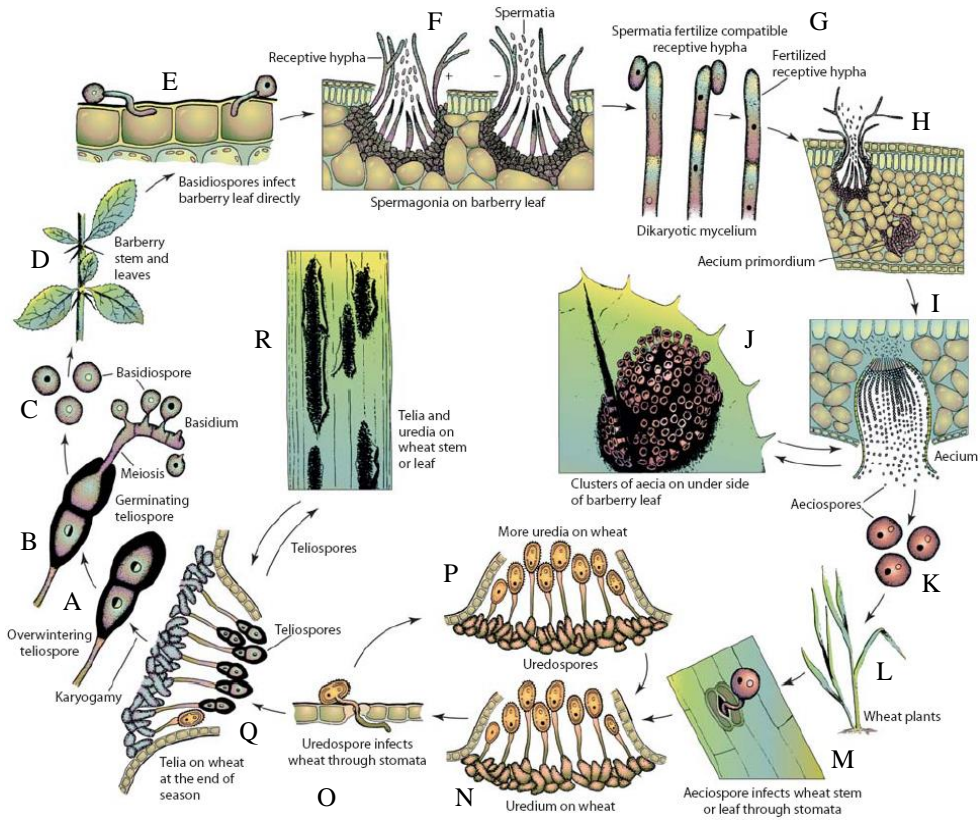 F
Spermatia
G
Receptive hypha
+
–
Spermatia fertilize compatible
receptive hypha
Fertilized
receptive hypha
E
H
Basidiospores infect
barberry leaf directly
Spermagonia on barberry leaf
Dikaryotic mycelium
Aecium primordium
D
Barberry
stem and
leaves
I
R
J
Telia and
uredia on
wheat stem
or leaf
Clusters of aecia on under side
of barberry leaf
Aecium
Aeciospores
C
Basidiospore
Basidium
Meiosis
Germinating
teliospore
B
Teliospores
More uredia on wheat
P
K
A
Overwintering
teliospore
Teliospores
Uredospores
L
Karyogamy
Wheat plants
Q
Telia on wheat
at the end of
season
Uredospore infects
wheat through stomata
O
N
Uredium on wheat
M
Aeciospore infects wheat stem
or leaf through stomata